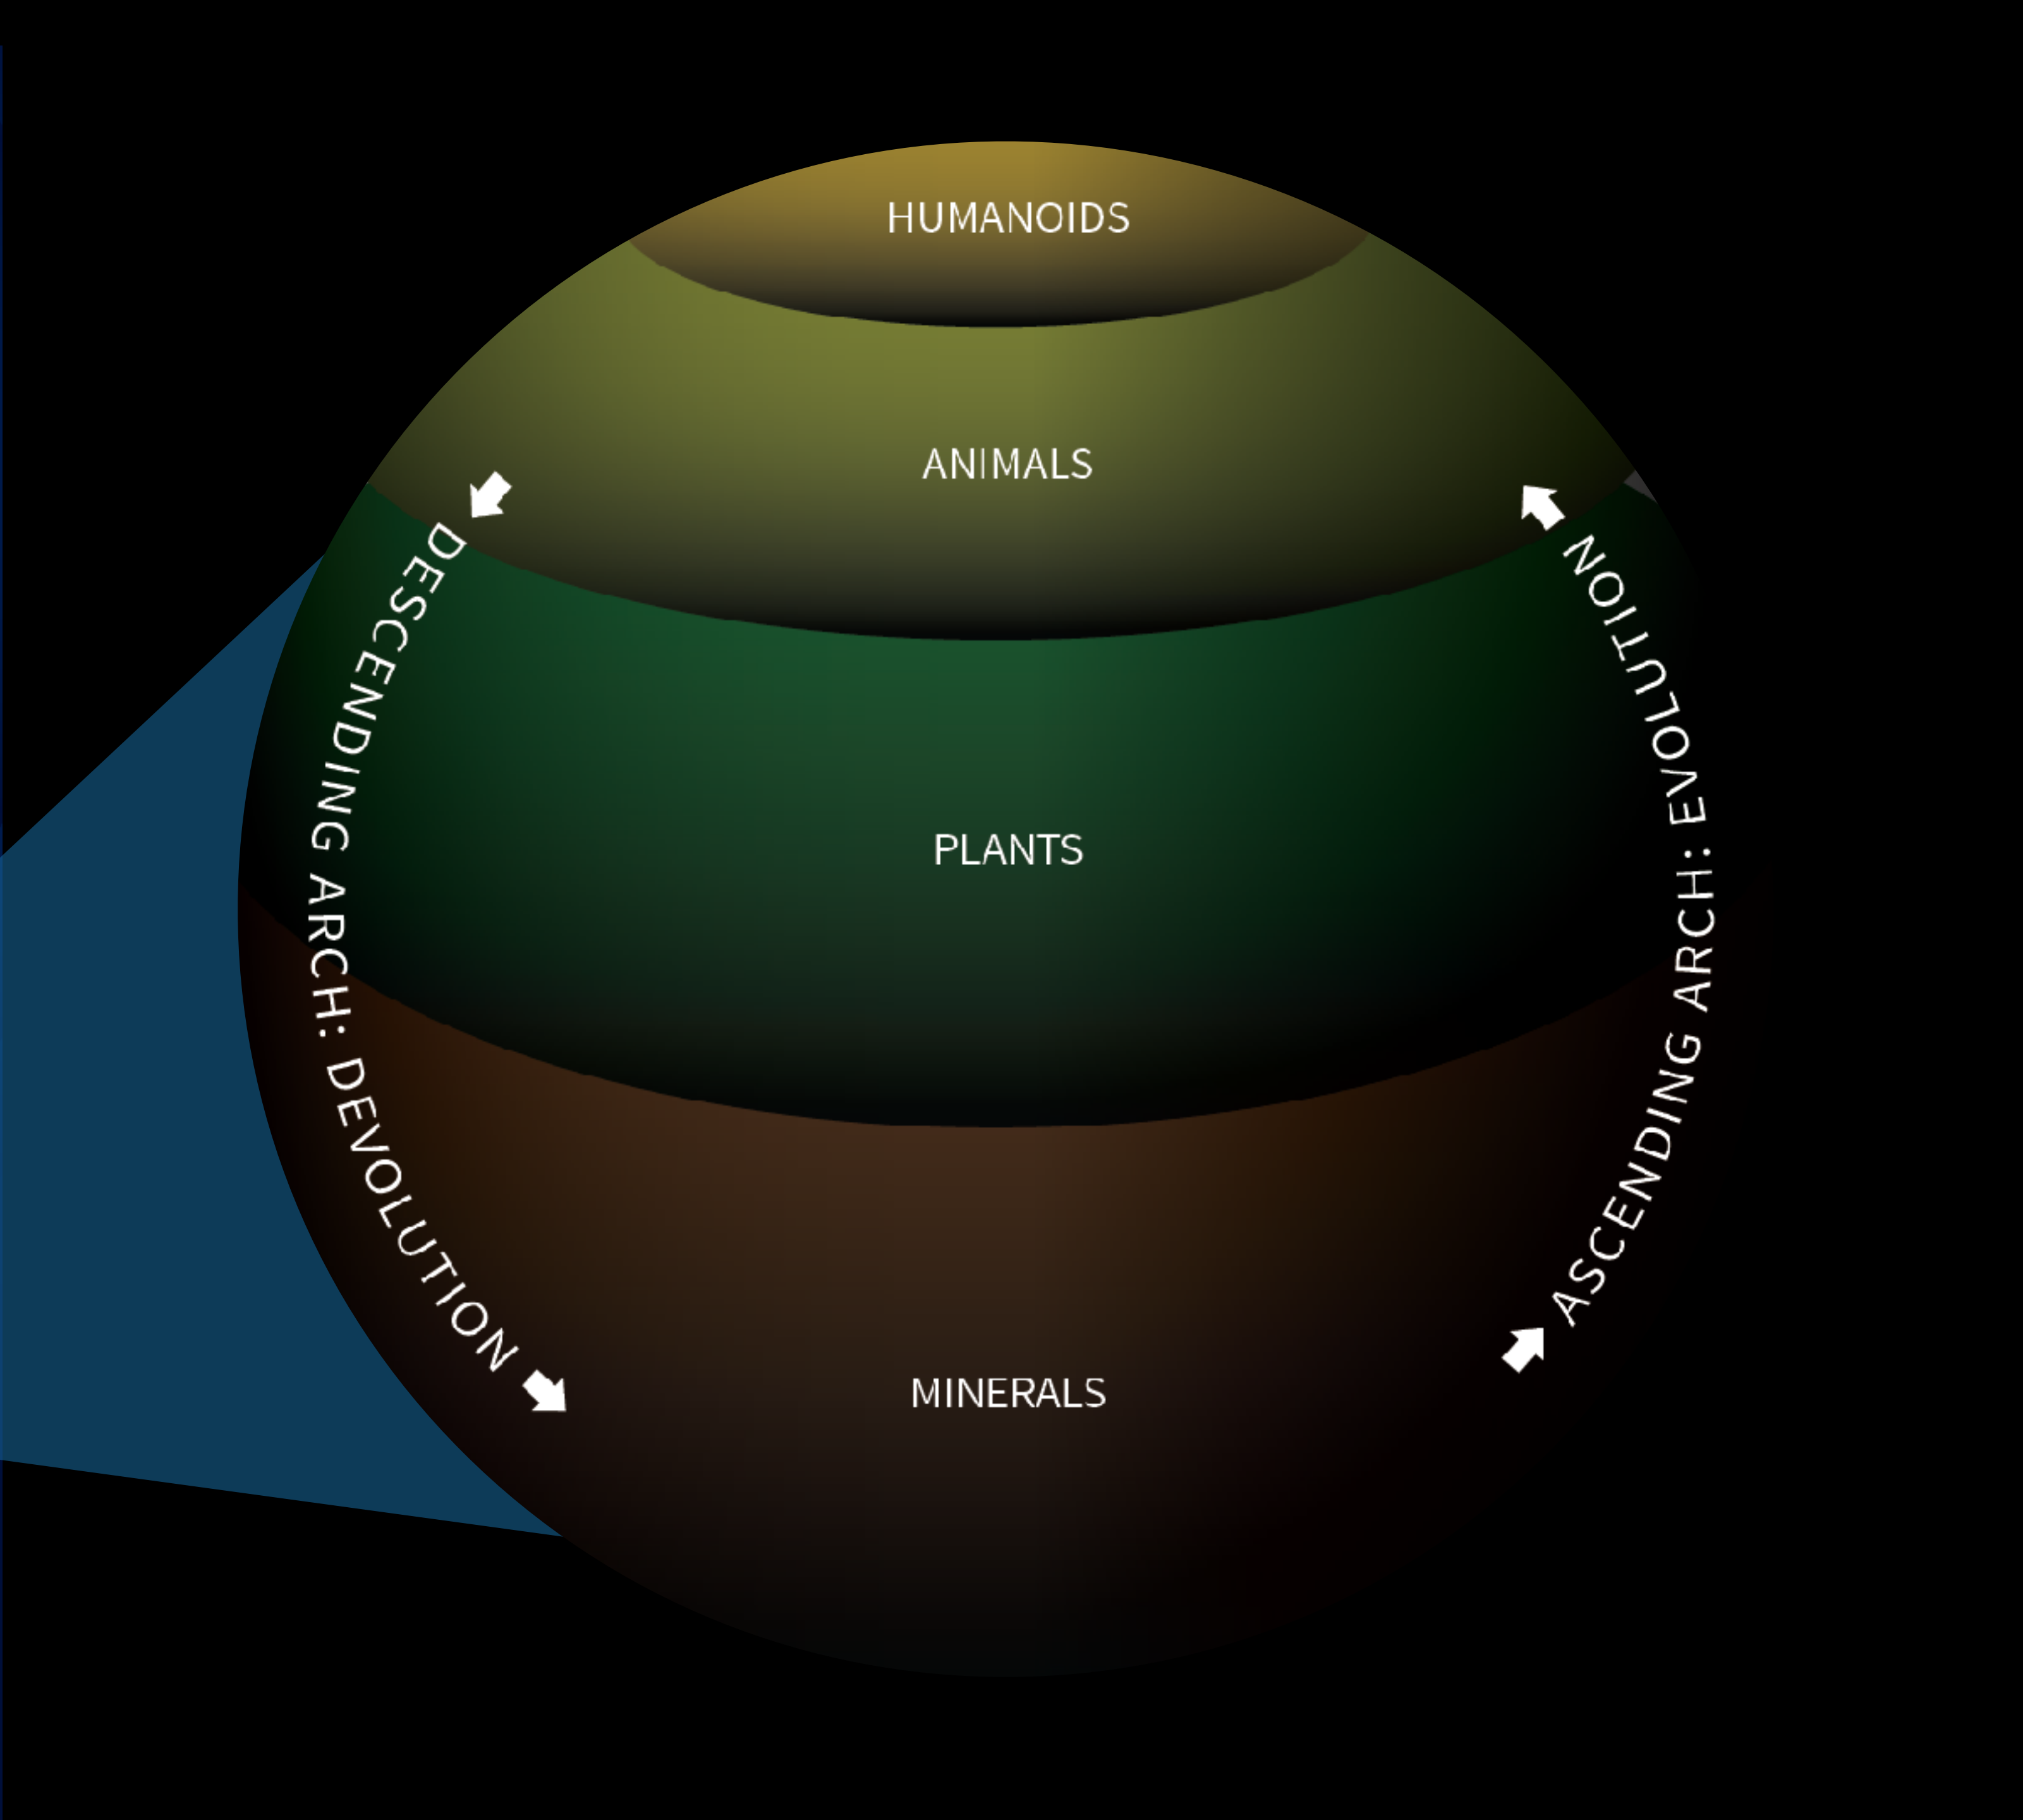 HUMANOIDS
ANIMALS
DESCENDING ARCH: DEVOLUTION
ASCENDING ARCH: EVOLUTION
PLANTS
MINERALS